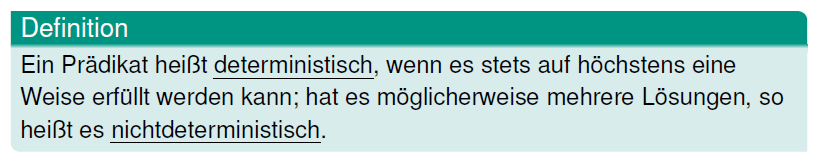 Definition
Ein Prädikat heißt deterministisch, wenn es stets auf höchstens eine
Weise erfüllt werden kann; hat es möglicherweise mehrere Lösungen, so
heißt es nichtdeterministisch.